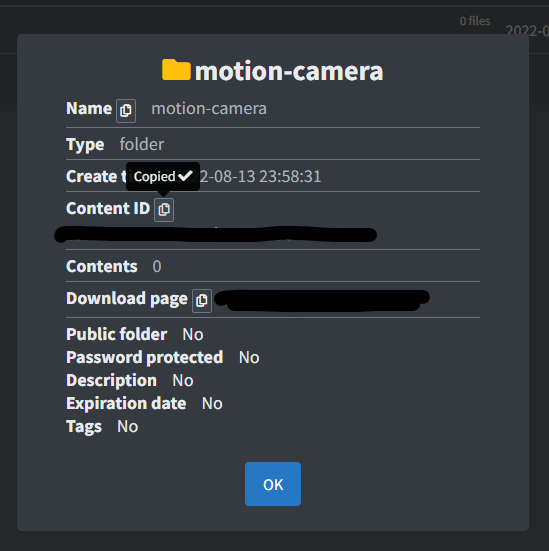 0 files
2022-0
motion-camera
Name motion-camera
Type folder
Create t
Copied
2-08-13 23:58:31
Content ID
Contents 0
Download page
Public folder No
Password protected No
Description No
Expiration date No
Tags No
OK